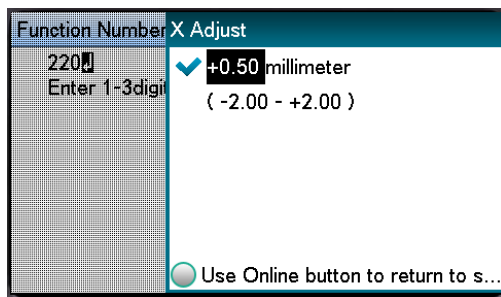 Function Number
220↵
Enter 1-3digit
X Adjust
+0.50 millimeter
( -2.00 - +2.00 )
Use Online button to return to s...